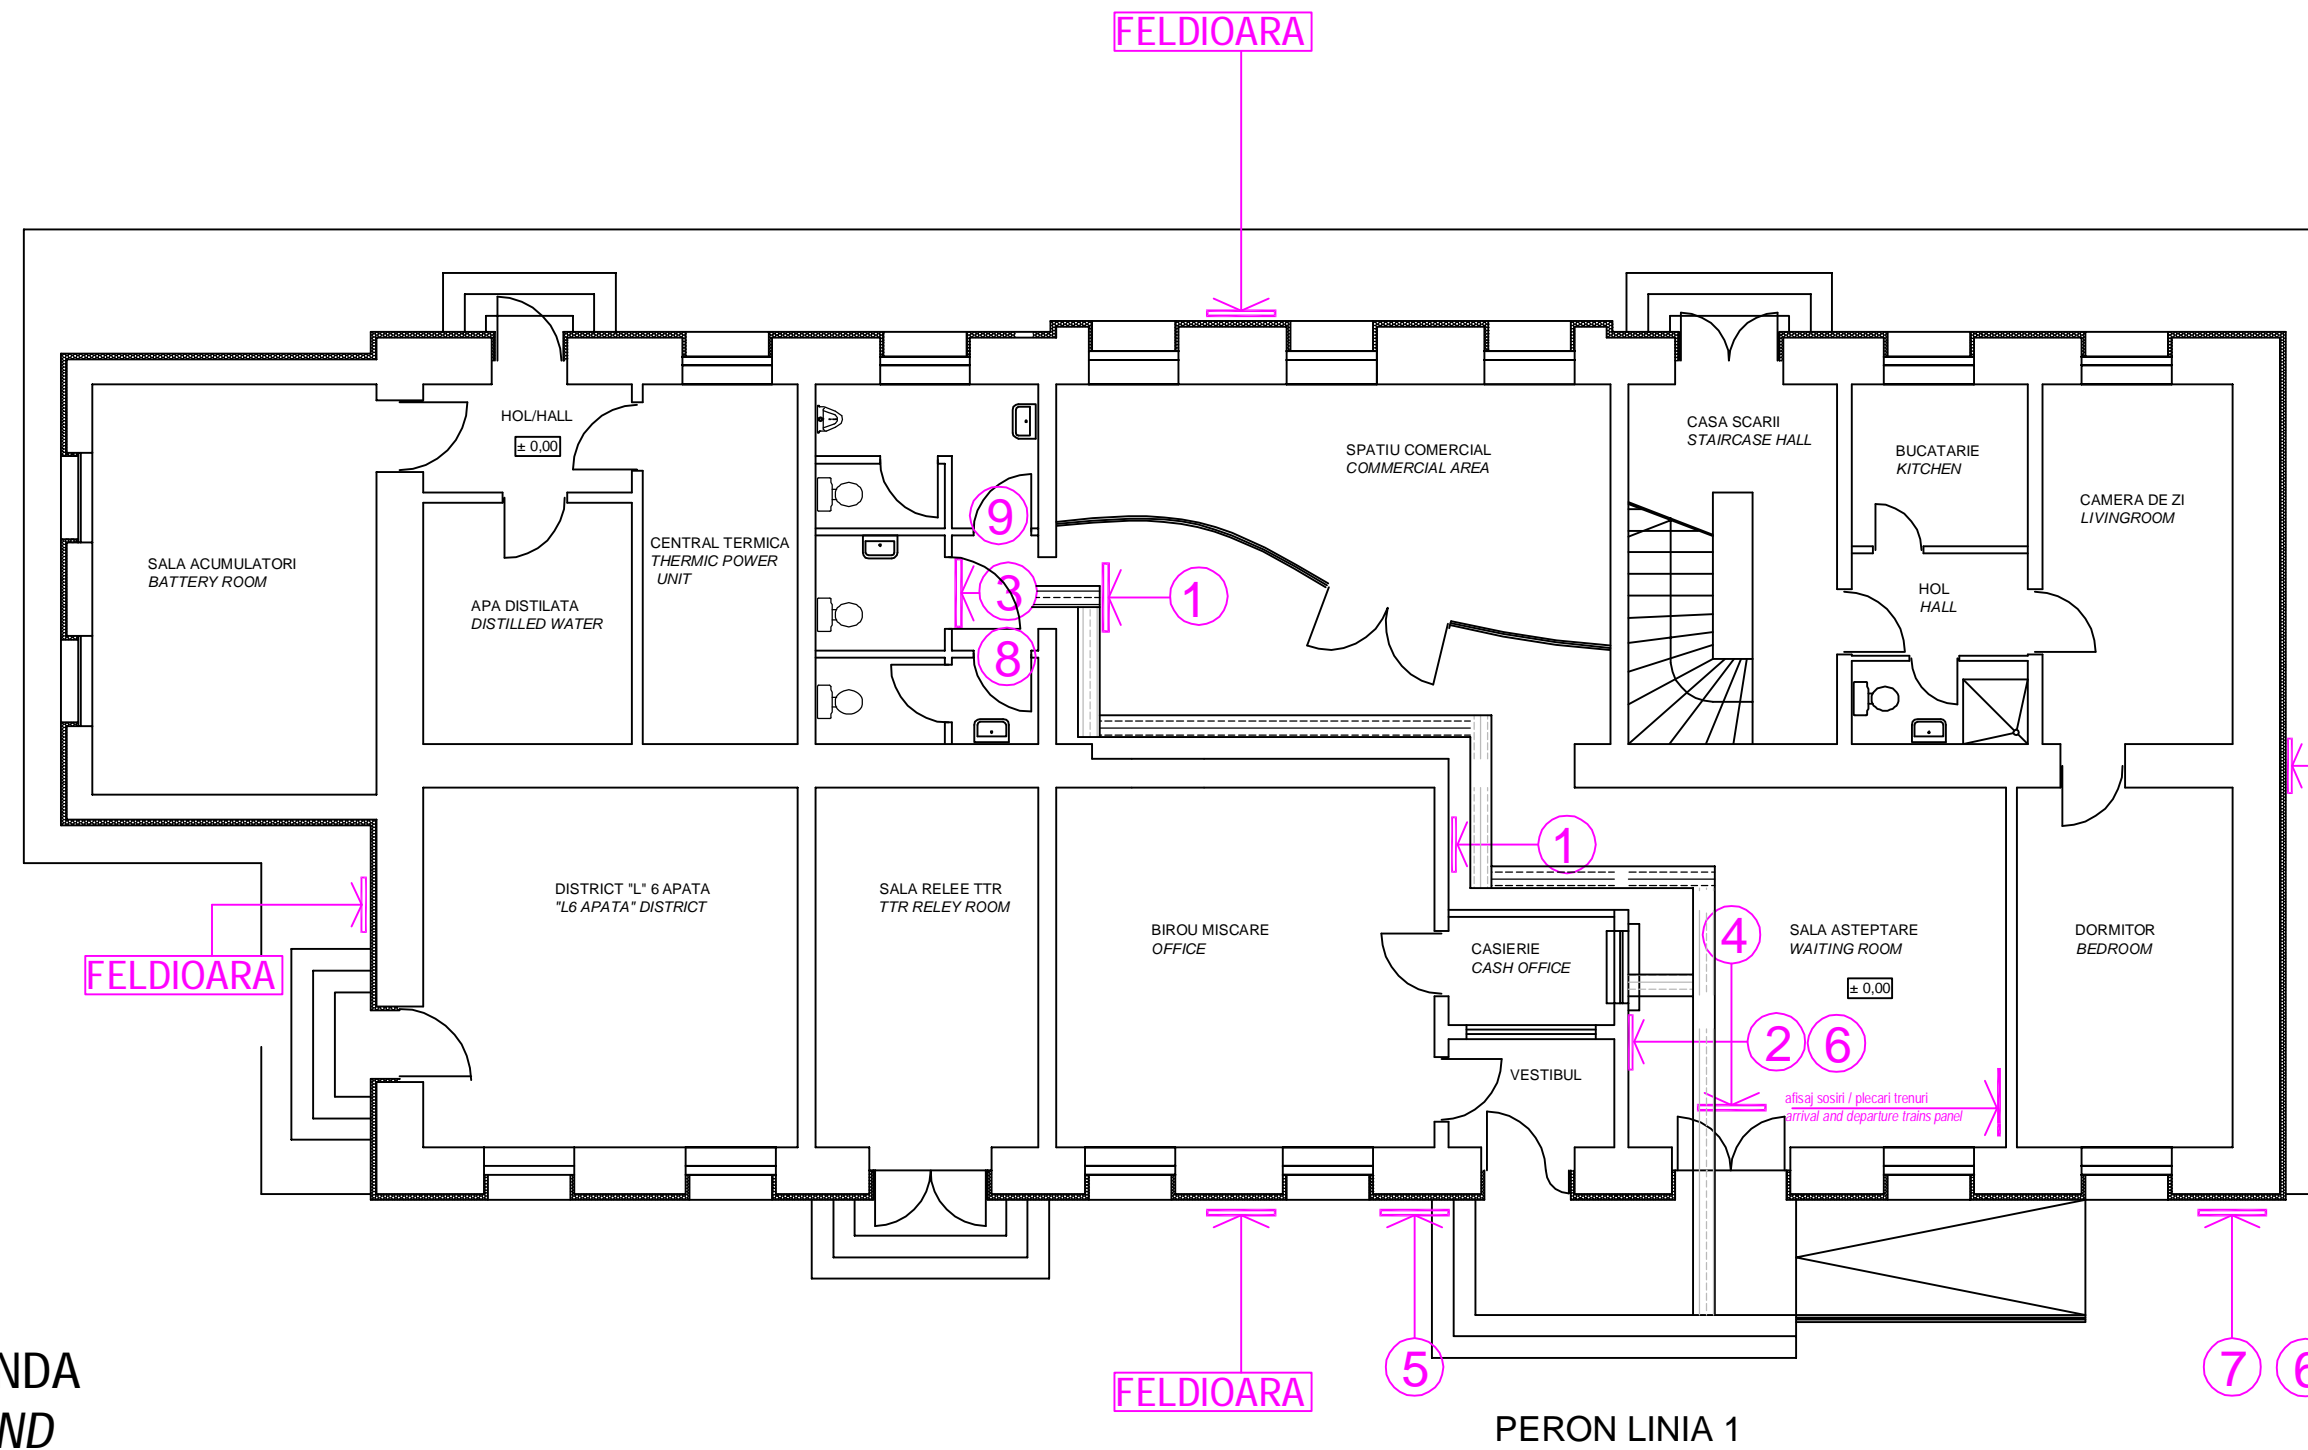 FELDIOARA
HOL/HALL
± 0,00
CASA SCARII
STAIRCASE HALL
SPATIU COMERCIAL
COMMERCIAL AREA
BUCATARIE
KITCHEN
CAMERA DE ZI
LIVINGROOM
9
CENTRAL TERMICA
THERMIC POWER
UNIT
SALA ACUMULATORI
BATTERY ROOM
APA DISTILATA
DISTILLED WATER
3
1
HOL
HALL
8
1
DISTRICT "L" 6 APATA
"L6 APATA" DISTRICT
SALA RELEE TTR
TTR RELEY ROOM
BIROU MISCARE
OFFICE
CASIERIE
CASH OFFICE
4
SALA ASTEPTARE
WAITING ROOM
± 0,00
DORMITOR
BEDROOM
FELDIOARA
2 6
VESTIBUL
afisaj sosiri / plecari trenuri
arrival and departure trains panel
FELDIOARA
5
7 6
NDA
ND
PERON LINIA 1